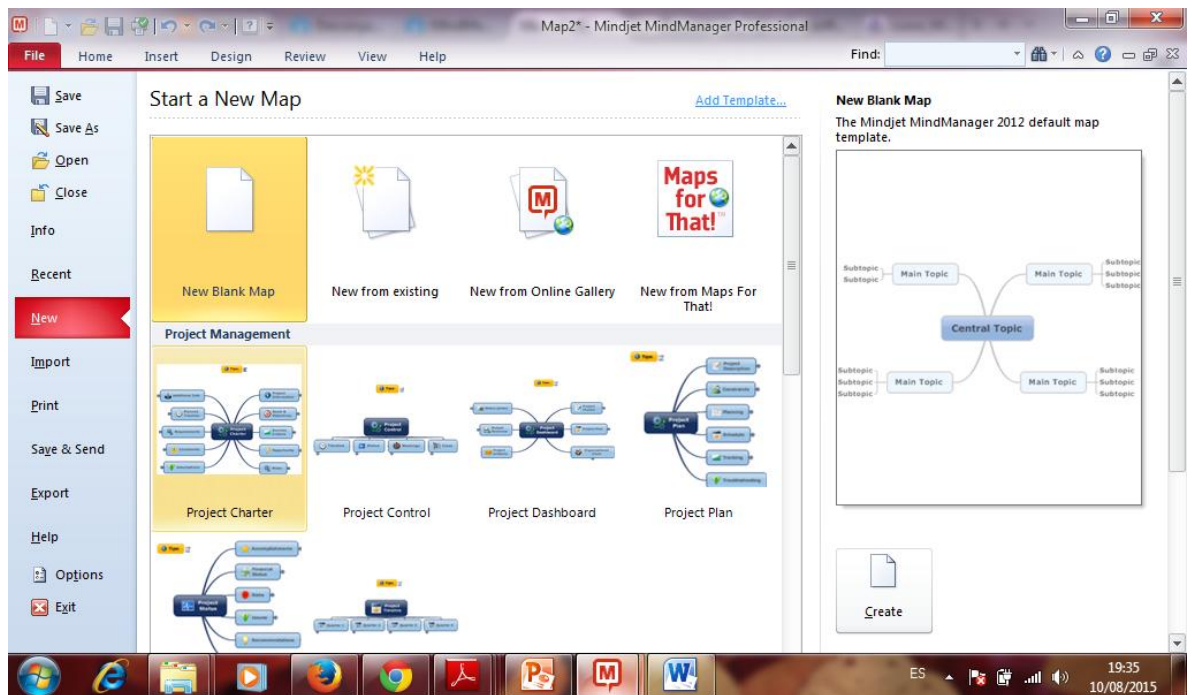 Map2* - Mindjet MindManager Professional
File Home Insert Design Review View Help Find:
Save
Save As
Open
Close
Info
Recent
New
Import
Print
Save & Send
Export
Help
Options
Exit
Start a New Map
Add Template...
New Blank Map
New from existing
New from Online Gallery
Maps
for
That!
New from Maps For
That!
Project Management
Project Charter
Project Control
Project Dashboard
Project
Plan
Project Plan
New Blank Map
The Mindjet MindManager 2012 default map
template.
Subtopic
Subtopic
Main Topic
Main Topic
Subtopic
Subtopic
Subtopic
Central Topic
Subtopic
Subtopic
Subtopic
Main Topic
Main Topic
Subtopic
Subtopic
Subtopic
Create
ES
19:35
10/08/2015